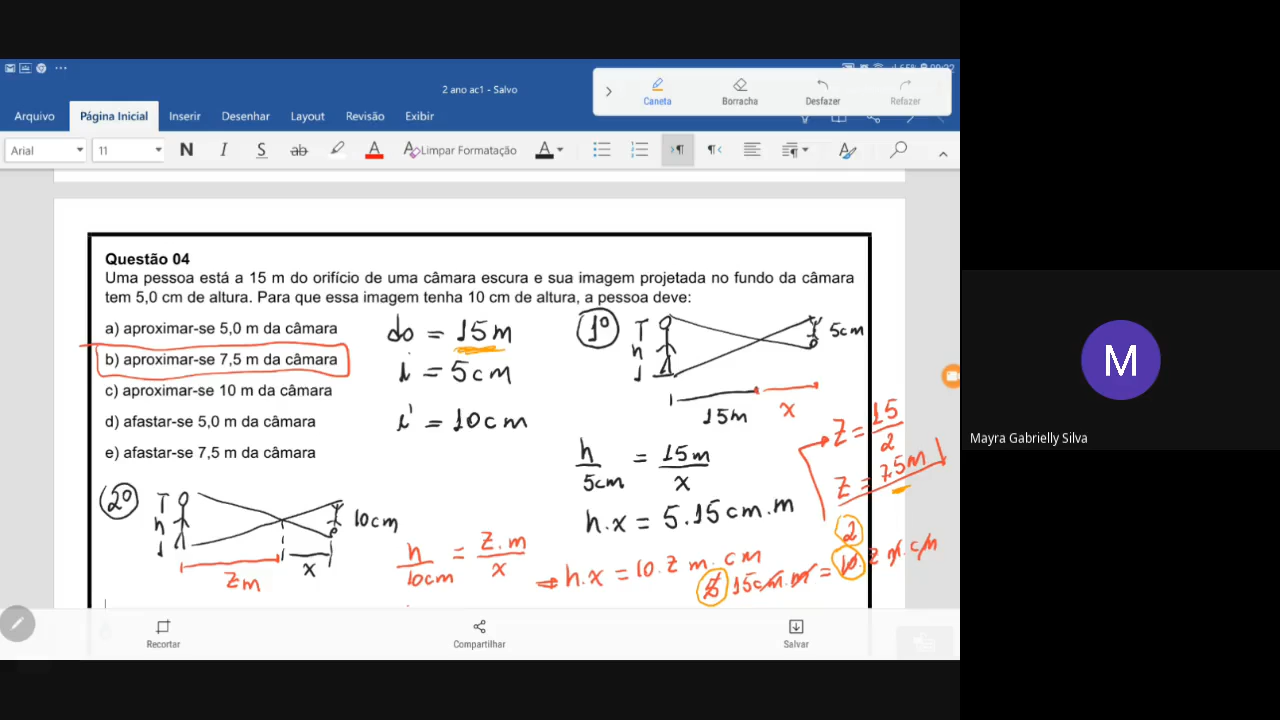 2 ano ac1 - Salvo
Caneta
Borracha
Desfazer
Refazer
Arquivo
Página Inicial
Inserir
Desenhar
Layout
Revisão
Exibir
Arial
11
N
I
S
ab
A
Limpar Formatação
A
Questão 04
Uma pessoa está a 15 m do orifício de uma câmara escura e sua imagem projetada no fundo da câmara
tem 5,0 cm de altura. Para que essa imagem tenha 10 cm de altura, a pessoa deve:
a) aproximar-se 5,0 m da câmara
b) aproximar-se 7,5 m da câmara
c) aproximar-se 10 m da câmara
d) afastar-se 5,0 m da câmara
e) afastar-se 7,5 m da câmara
do = 15m
i = 5cm
i' = 10cm
1º
h
5cm
15m
x
h/5cm = 15m/x
h.x = 5.15cm.m
Z = 15/2
Z = 7,5m
2º
h
10cm
Zm
x
h/10cm = Z.m/x
h.x = 10.Z m.cm
5 15cm.m = 10 Z m.cm
2
Recortar
Compartilhar
Salvar
M
Mayra Gabrielly Silva